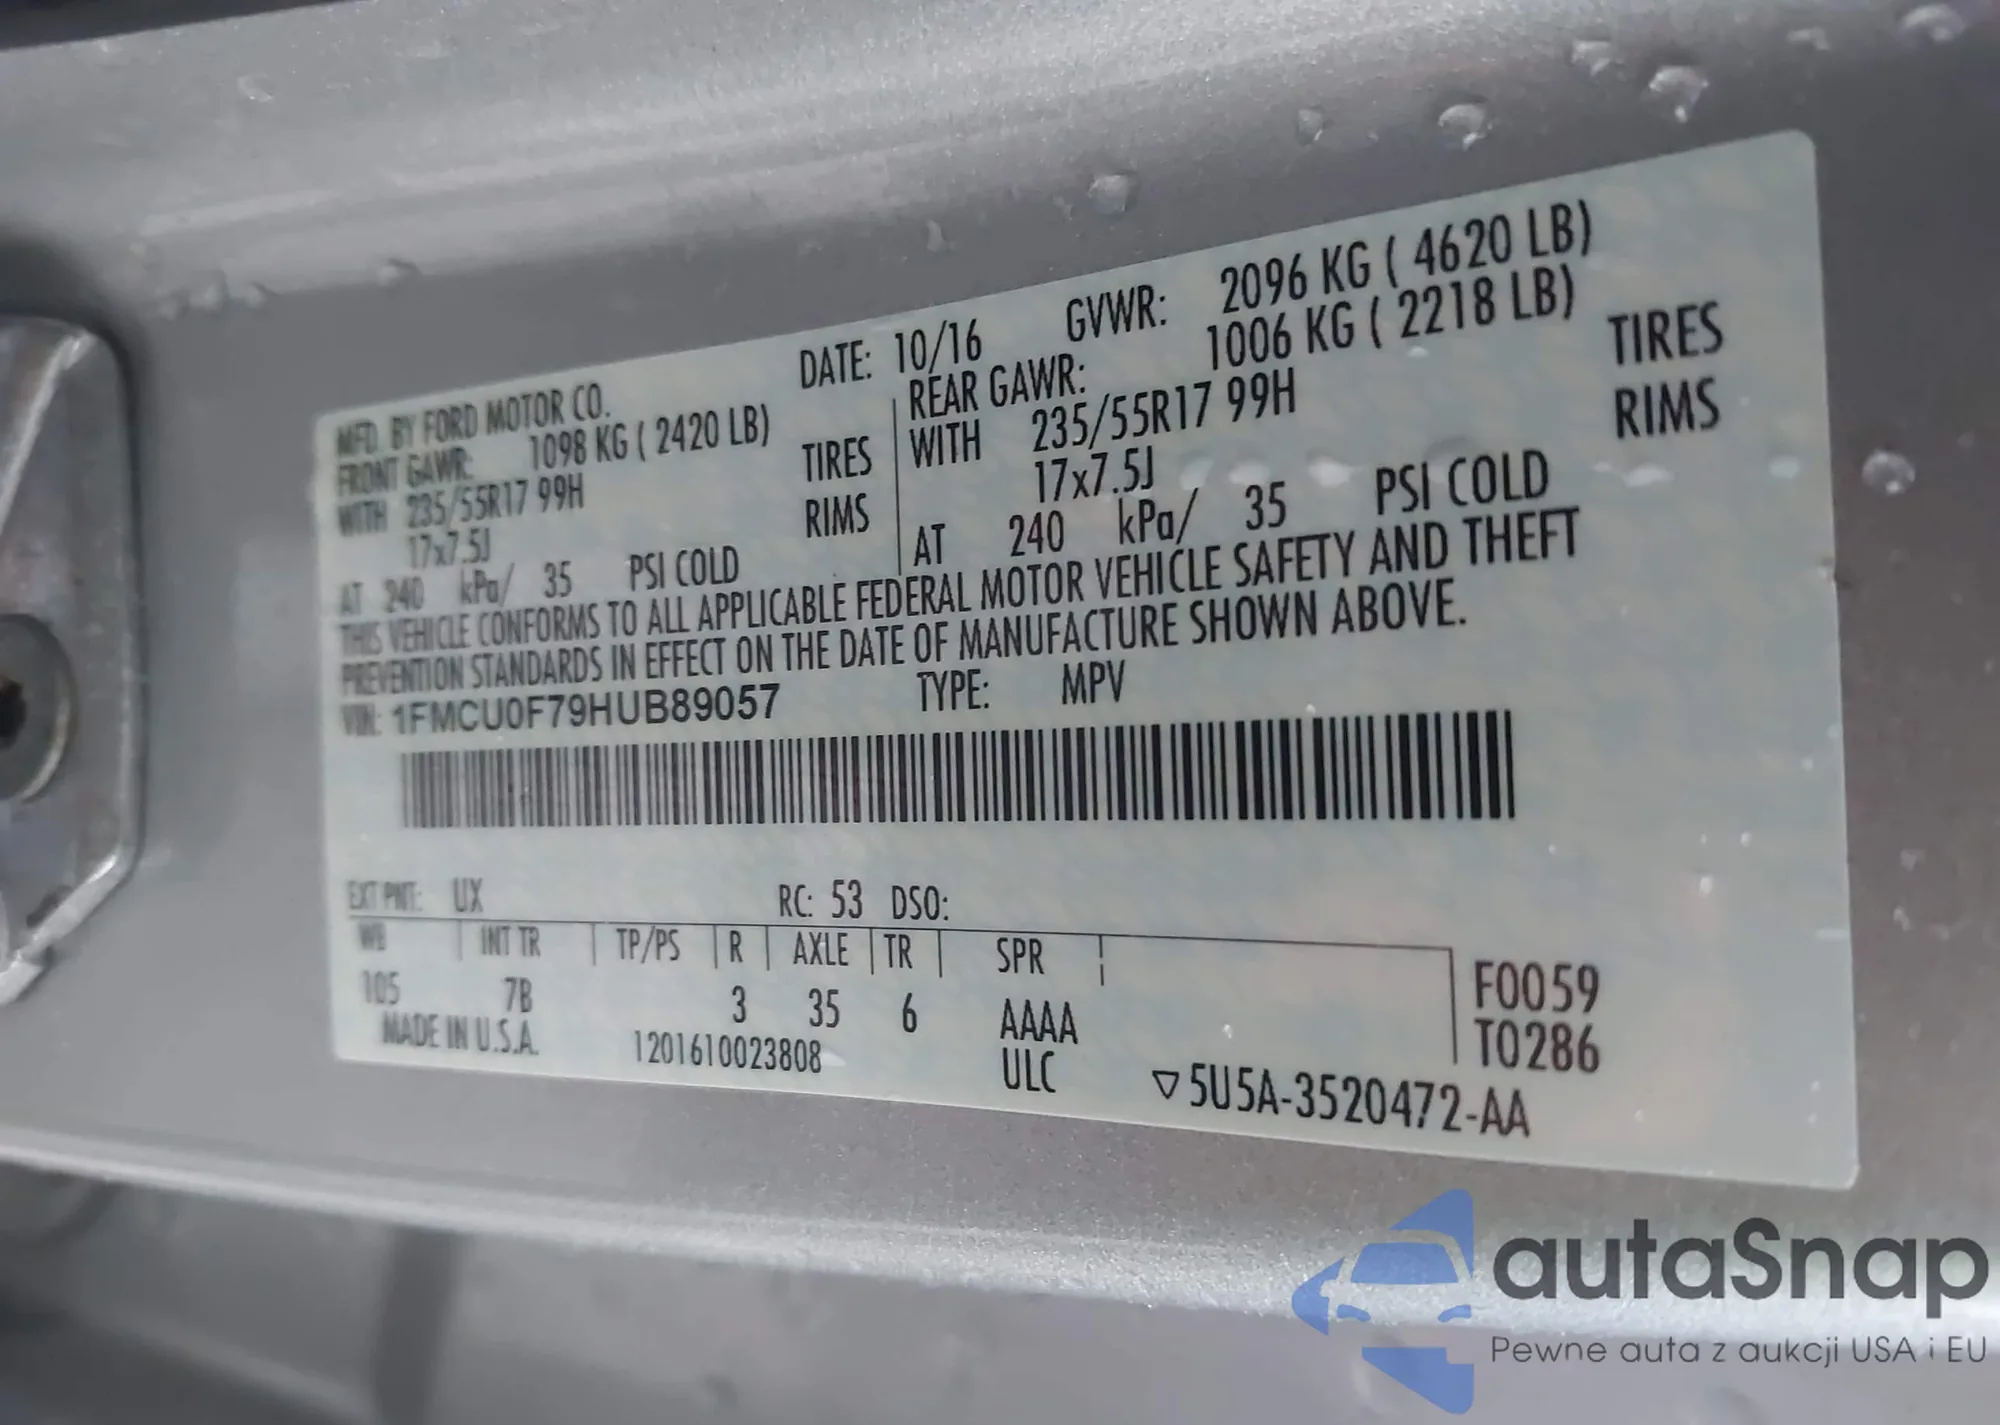 MFD. BY FORD MOTOR CO. DATE: 10/16 GVWR: 2096 KG ( 4620 LB)
FRONT GAWR: 1098 KG ( 2420 LB) REAR GAWR: 1006 KG ( 2218 LB)
WITH 235/55R17 99H TIRES WITH 235/55R17 99H TIRES
17x7.5J RIMS 17x7.5J RIMS
AT 240 kPa/ 35 PSI COLD AT 240 kPa/ 35 PSI COLD
THIS VEHICLE CONFORMS TO ALL APPLICABLE FEDERAL MOTOR VEHICLE SAFETY AND THEFT
PREVENTION STANDARDS IN EFFECT ON THE DATE OF MANUFACTURE SHOWN ABOVE.
VIN: 1FMCU0F79HUB89057 TYPE: MPV
EXT PNT: UX RC: 53 DSO:
WB INT TR TP/PS R AXLE TR SPR
105 7B 3 35 6 AAAA F0059
MADE IN U.S.A. 1201610023808 ULC T0286
▽5U5A-3520472-AA
autaSnap
Pewne auta z aukcji USA i EU